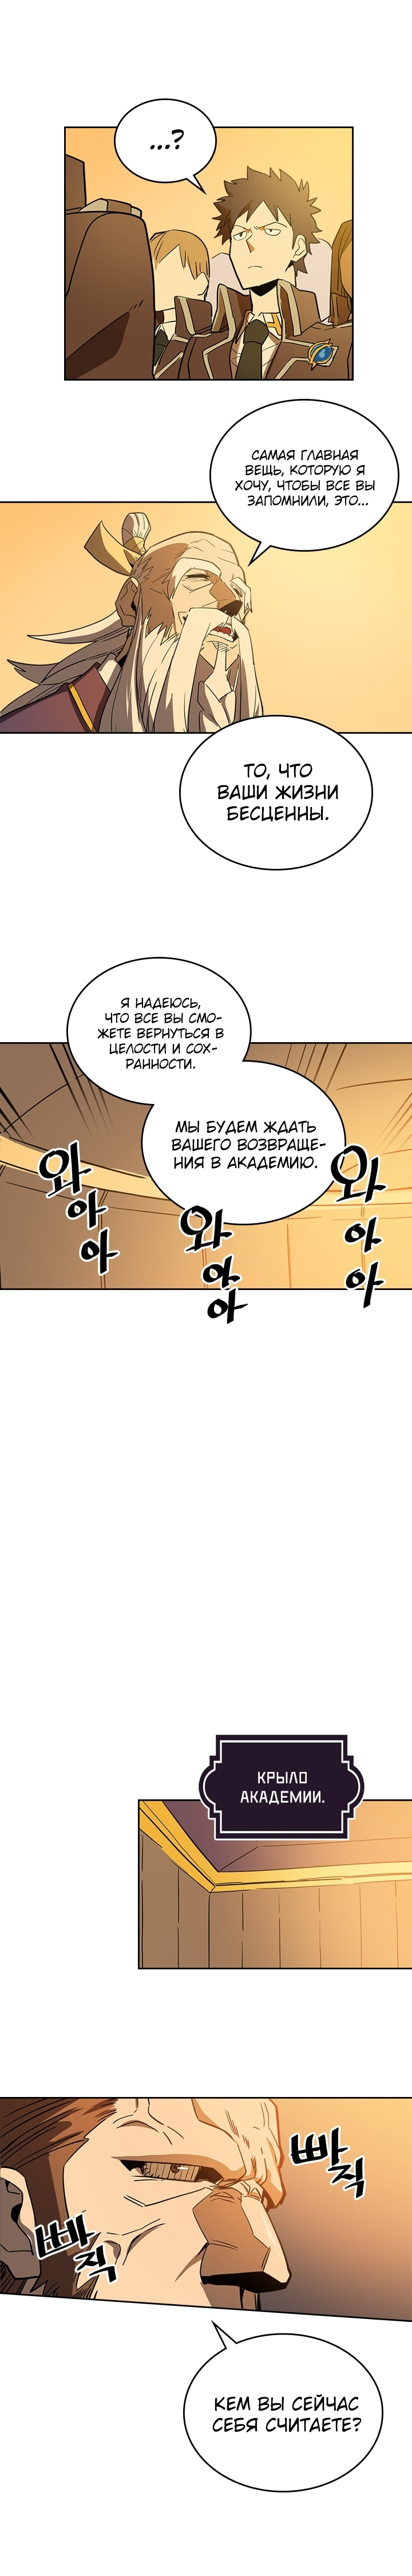 ...?
САМАЯ ГЛАВНАЯ
ВЕЩЬ, КОТОРУЮ Я
ХОЧУ, ЧТОБЫ ВСЕ ВЫ
ЗАПОМНИЛИ, ЭТО...
ТО, ЧТО
ВАШИ ЖИЗНИ
БЕСЦЕННЫ.
Я НАДЕЮСЬ,
ЧТО ВСЕ ВЫ СМО-
ЖЕТЕ ВЕРНУТЬСЯ В
ЦЕЛОСТИ И СОХ-
РАННОСТИ.
МЫ БУДЕМ ЖДАТЬ
ВАШЕГО ВОЗВРАЩЕ-
НИЯ В АКАДЕМИЮ.
와
아
아
와
아
아
와
아
아
КРЫЛО
АКАДЕМИИ.
빠
직
빠
직
КЕМ ВЫ СЕЙЧАС
СЕБЯ СЧИТАЕТЕ?